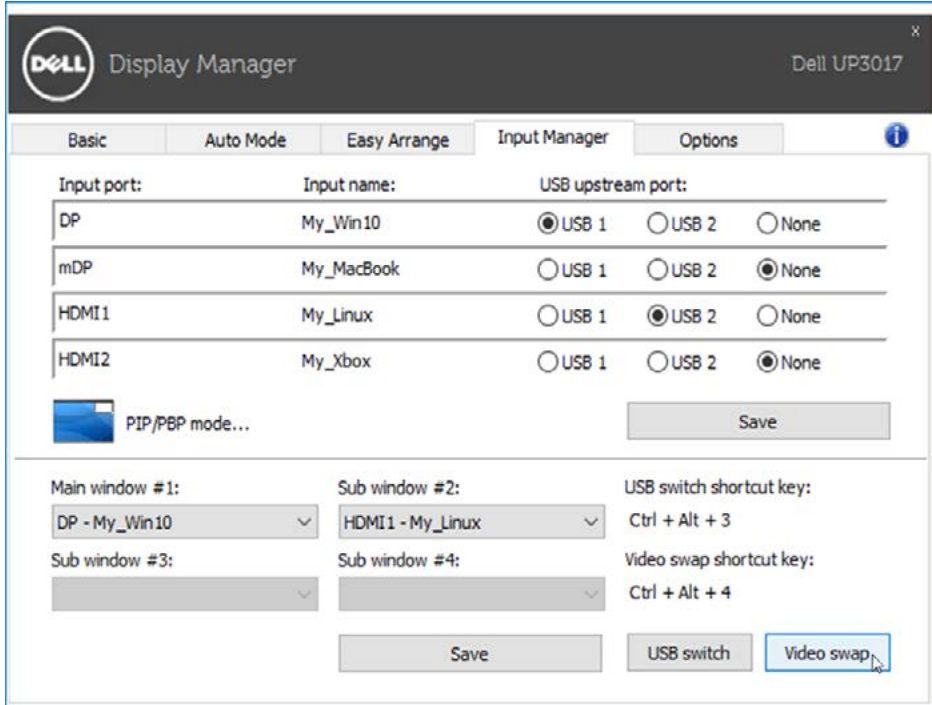 DELL Display Manager Dell UP3017 x
Basic Auto Mode Easy Arrange Input Manager Options i
Input port: Input name: USB upstream port:
DP My_Win10 USB 1 USB 2 None
mDP My_MacBook USB 1 USB 2 None
HDMI1 My_Linux USB 1 USB 2 None
HDMI2 My_Xbox USB 1 USB 2 None
PIP/PBP mode... Save
Main window #1: Sub window #2: USB switch shortcut key:
DP - My_Win10 HDMI1 - My_Linux Ctrl + Alt + 3
Sub window #3: Sub window #4: Video swap shortcut key:
Ctrl + Alt + 4
Save USB switch Video swap